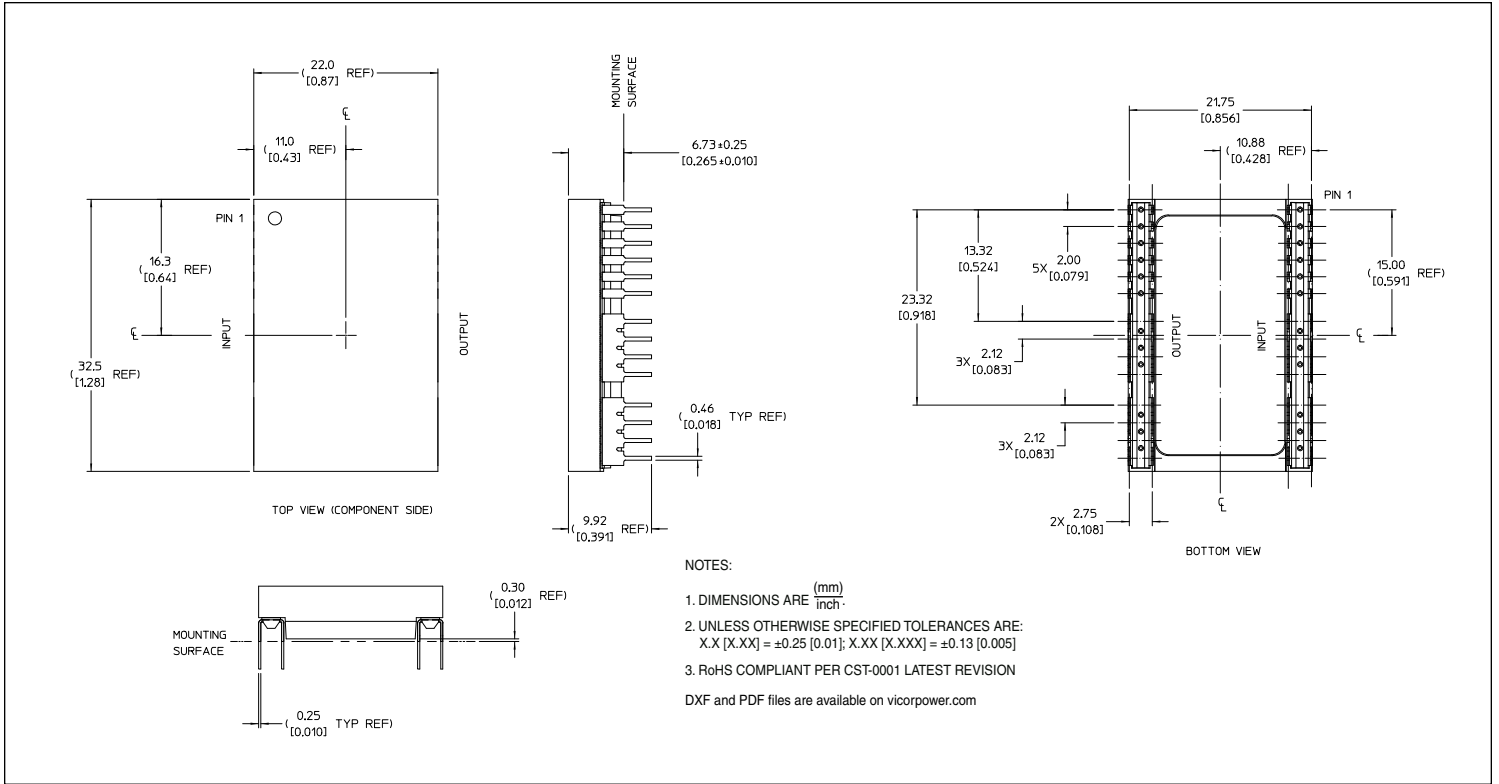 22.0
( [0.87] REF)
℄
11.0
( [0.43] REF)
PIN 1
16.3
( [0.64] REF)
℄
INPUT
OUTPUT
32.5
( [1.28] REF)
TOP VIEW (COMPONENT SIDE)
MOUNTING
SURFACE
6.73±0.25
[0.265±0.010]
0.46
( [0.018] TYP REF)
9.92
( [0.391] REF)
21.75
[0.856]
10.88
( [0.428] REF)
PIN 1
13.32
[0.524]
5X 2.00
[0.079]
15.00
( [0.591] REF)
23.32
[0.918]
OUTPUT
INPUT
℄
3X 2.12
[0.083]
3X 2.12
[0.083]
℄
2X 2.75
[0.108]
BOTTOM VIEW
0.30
( [0.012] REF)
MOUNTING
SURFACE
0.25
( [0.010] TYP REF)
NOTES:
1. DIMENSIONS ARE (mm)
inch.
2. UNLESS OTHERWISE SPECIFIED TOLERANCES ARE:
X.X [X.XX] = ±0.25 [0.01]; X.XX [X.XXX] = ±0.13 [0.005]
3. RoHS COMPLIANT PER CST-0001 LATEST REVISION
DXF and PDF files are available on vicorpower.com